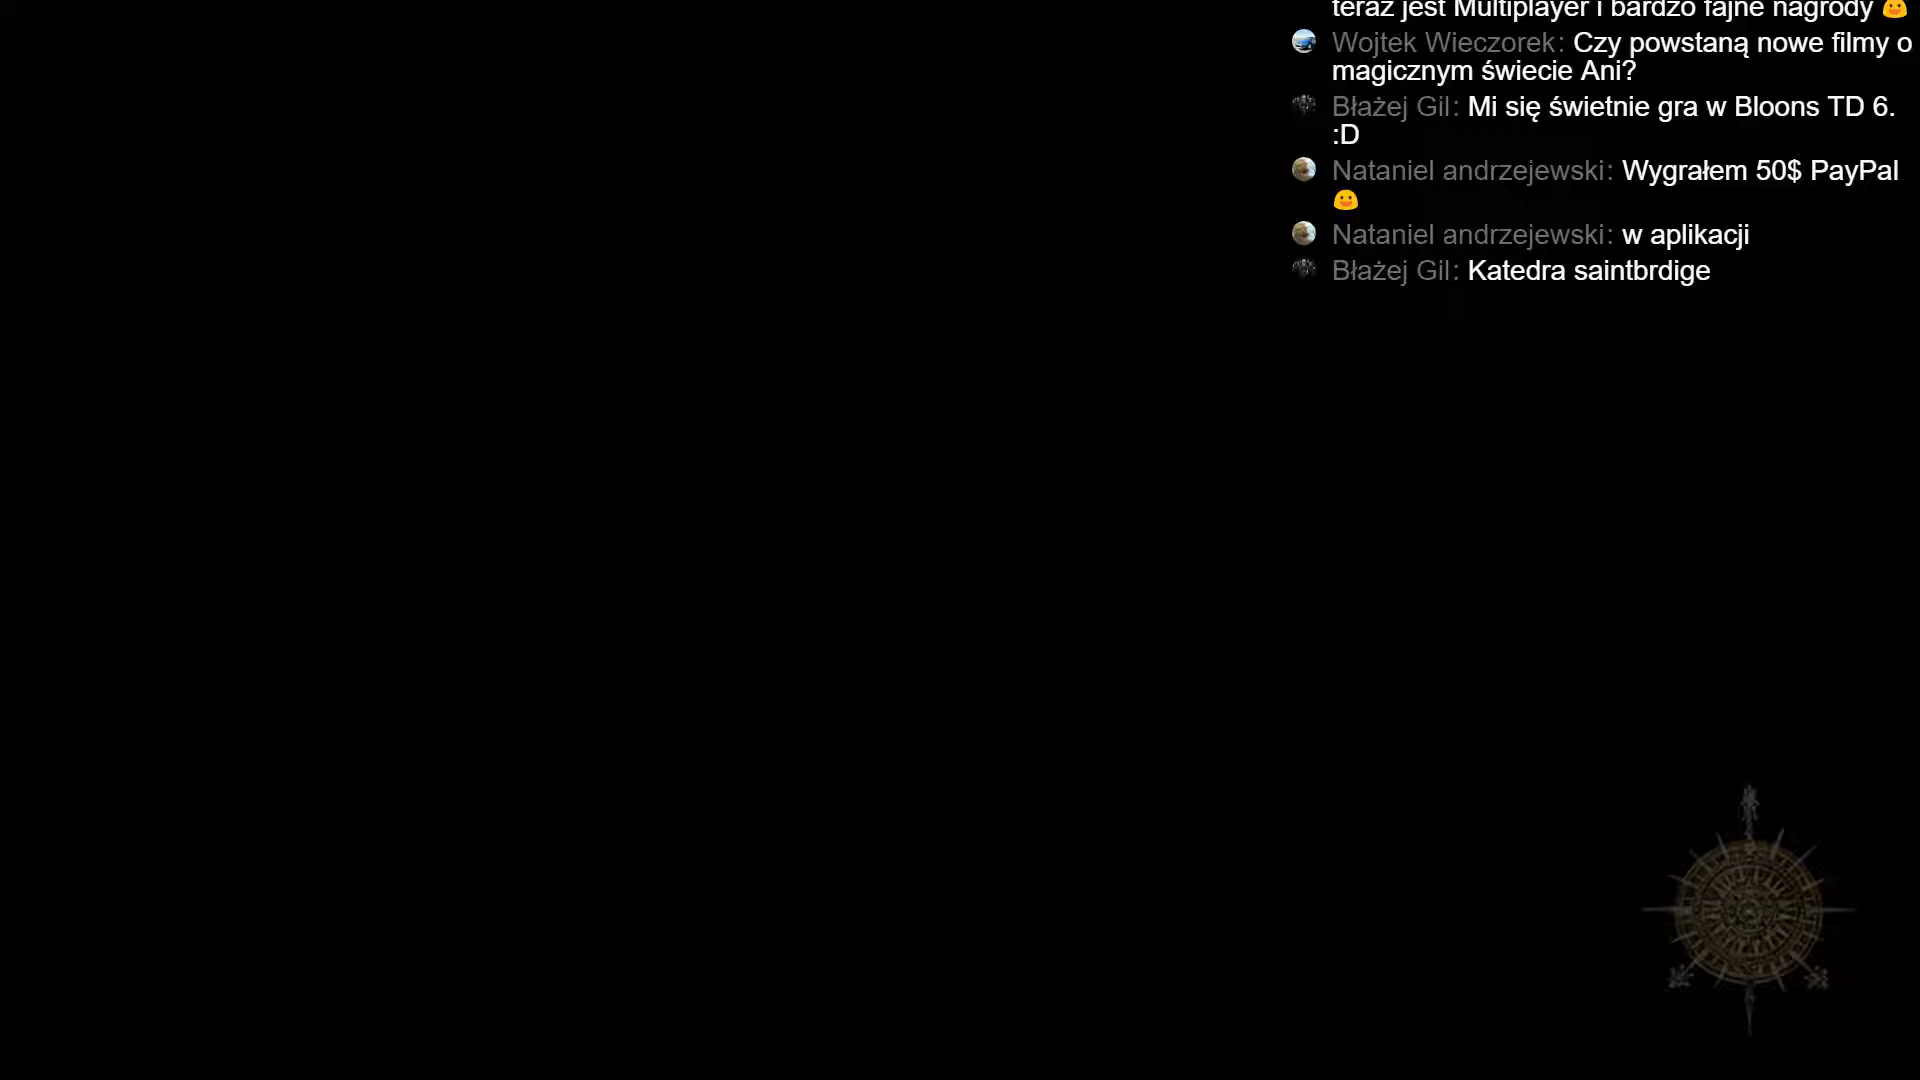 teraz jest Multiplayer i bardzo fajne nagrody
Wojtek Wieczorek: Czy powstaną nowe filmy o
magicznym świecie Ani?
Błażej Gil: Mi się świetnie gra w Bloons TD 6.
:D
Nataniel andrzejewski: Wygrałem 50$ PayPal
Nataniel andrzejewski: w aplikacji
Błażej Gil: Katedra saintbrdige